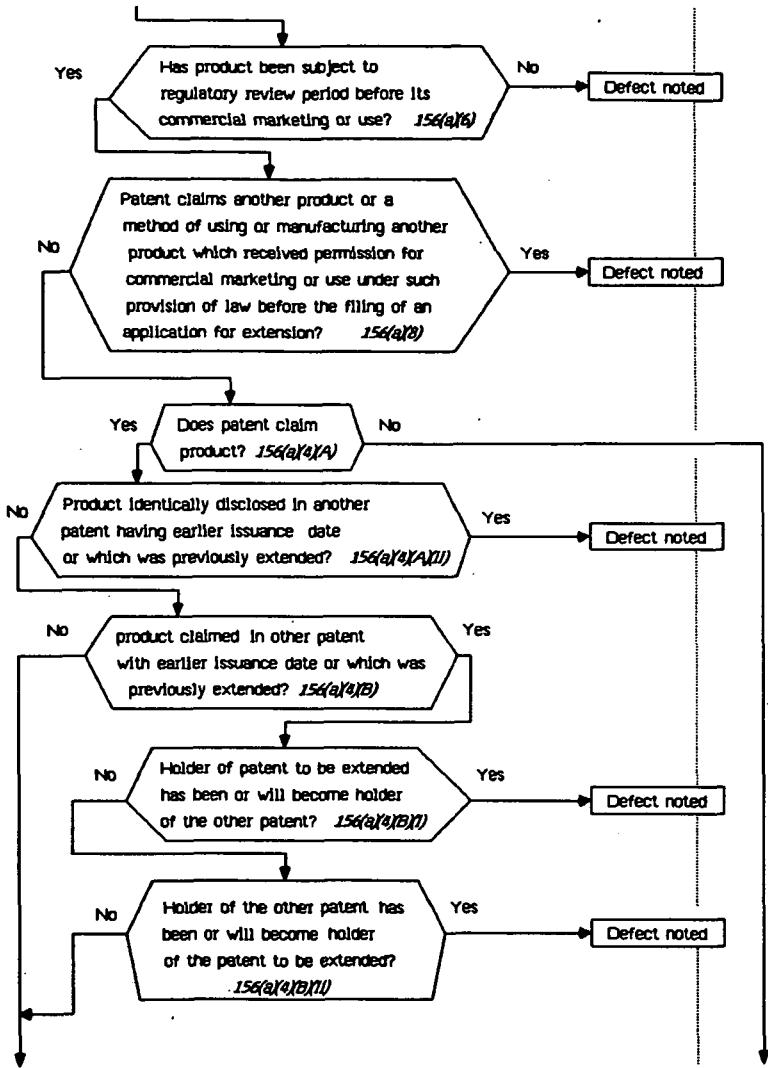 Yes
Has product been subject to
regulatory review period before its
commercial marketing or use? 156(a)(6)
No
Defect noted
No
Patent claims another product or a
method of using or manufacturing another
product which received permission for
commercial marketing or use under such
provision of law before the filing of an
application for extension? 156(a)(8)
Yes
Defect noted
Yes
Does patent claim
product? 156(a)(4)(A)
No
No
Product identically disclosed in another
patent having earlier issuance date
or which was previously extended? 156(a)(4)(A)(II)
Yes
Defect noted
No
product claimed in other patent
with earlier issuance date or which was
previously extended? 156(a)(4)(B)
Yes
No
Holder of patent to be extended
has been or will become holder
of the other patent? 156(a)(4)(B)(I)
Yes
Defect noted
No
Holder of the other patent has
been or will become holder
of the patent to be extended?
156(a)(4)(B)(II)
Yes
Defect noted